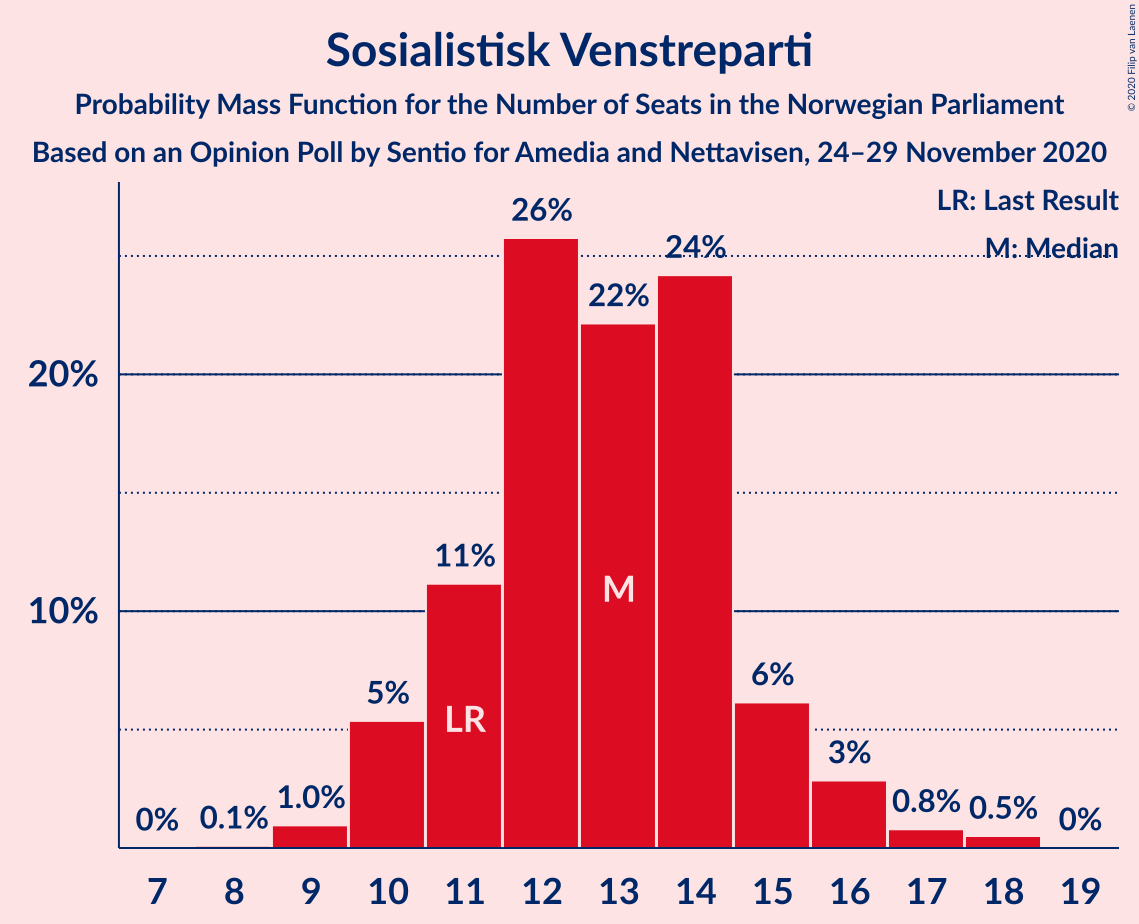 Sosialistisk Venstreparti
Probability Mass Function for the Number of Seats in the Norwegian Parliament
Based on an Opinion Poll by Sentio for Amedia and Nettavisen, 24–29 November 2020
© 2020 Filip van Laenen
LR: Last Result
M: Median
26%
24%
22%
20%
11%
10%
6%
5%
3%
1.0%
0.8%
0.5%
0.1%
0%
0%
M
LR
7 8 9 10 11 12 13 14 15 16 17 18 19